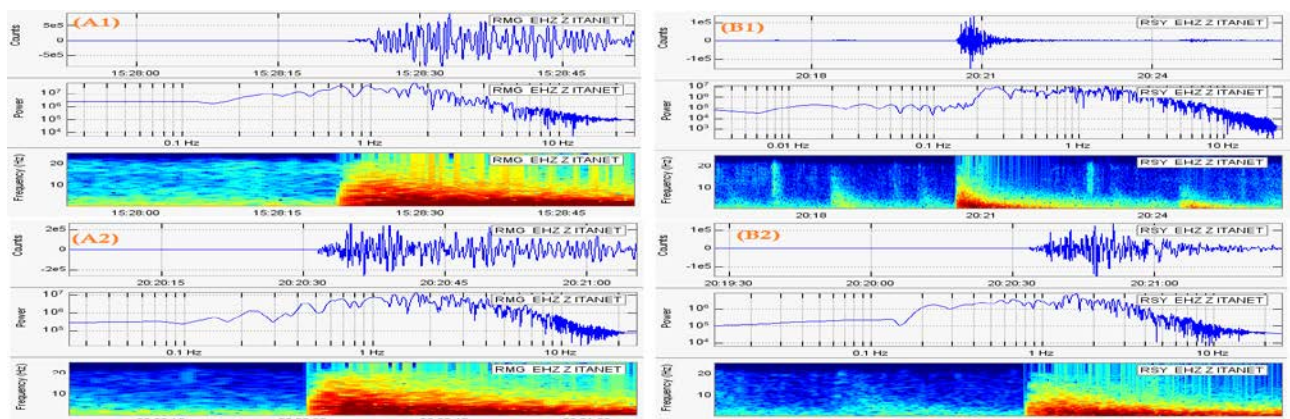 (A1)
RMG EHZ Z ITANET
Counts
5e5
0
-5e5
15:28:00 15:28:15 15:28:30 15:28:45
RMG EHZ Z ITANET
Power
10⁷
10⁶
10⁵
10⁴
0.1 Hz 1 Hz 10 Hz
RMG EHZ Z ITANET
Frequency (Hz)
20
10
15:28:00 15:28:15 15:28:30 15:28:45
(A2)
RMG EHZ Z ITANET
Counts
2e5
0
-2e5
20:20:15 20:20:30 20:20:45 20:21:00
RMG EHZ Z ITANET
Power
10⁷
10⁶
10⁵
0.1 Hz 1 Hz 10 Hz
RMG EHZ Z ITANET
Frequency (Hz)
20
10
(B1)
RSY EHZ Z ITANET
Counts
1e5
0
-1e5
20:18 20:21 20:24
RSY EHZ Z ITANET
Power
10⁷
10⁶
10⁵
10⁴
10³
0.01 Hz 0.1 Hz 1 Hz 10 Hz
RSY EHZ Z ITANET
Frequency (Hz)
20
10
20:18 20:21 20:24
(B2)
RSY EHZ Z ITANET
Counts
1e5
0
-1e5
20:19:30 20:20:00 20:20:30 20:21:00
RSY EHZ Z ITANET
Power
10⁶
10⁵
10⁴
0.1 Hz 1 Hz 10 Hz
RSY EHZ Z ITANET
Frequency (Hz)
20
10